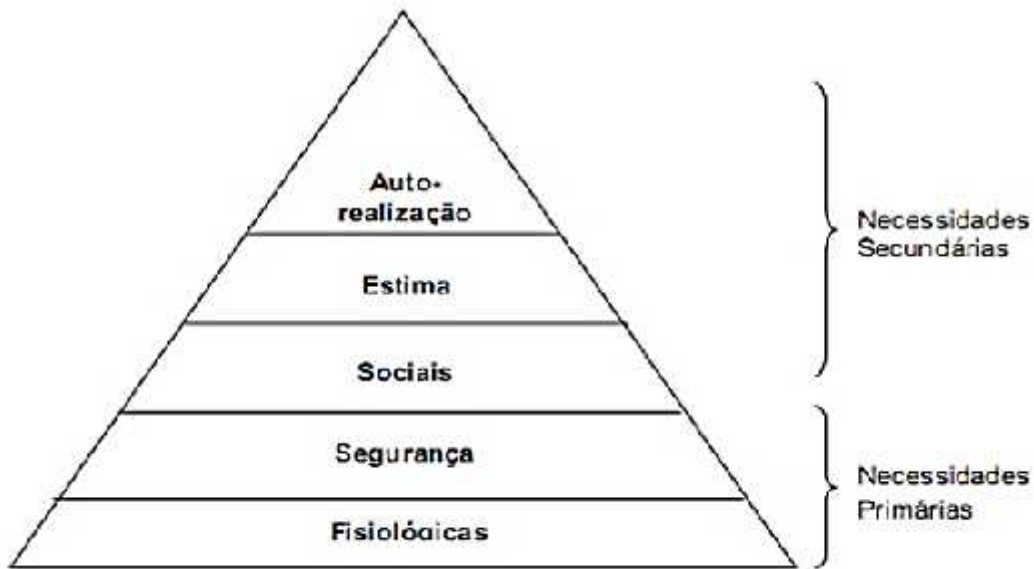 Auto-
realização
Estima
Sociais
Segurança
Fisiológicas
Necessidades
Secundárias
Necessidades
Primárias